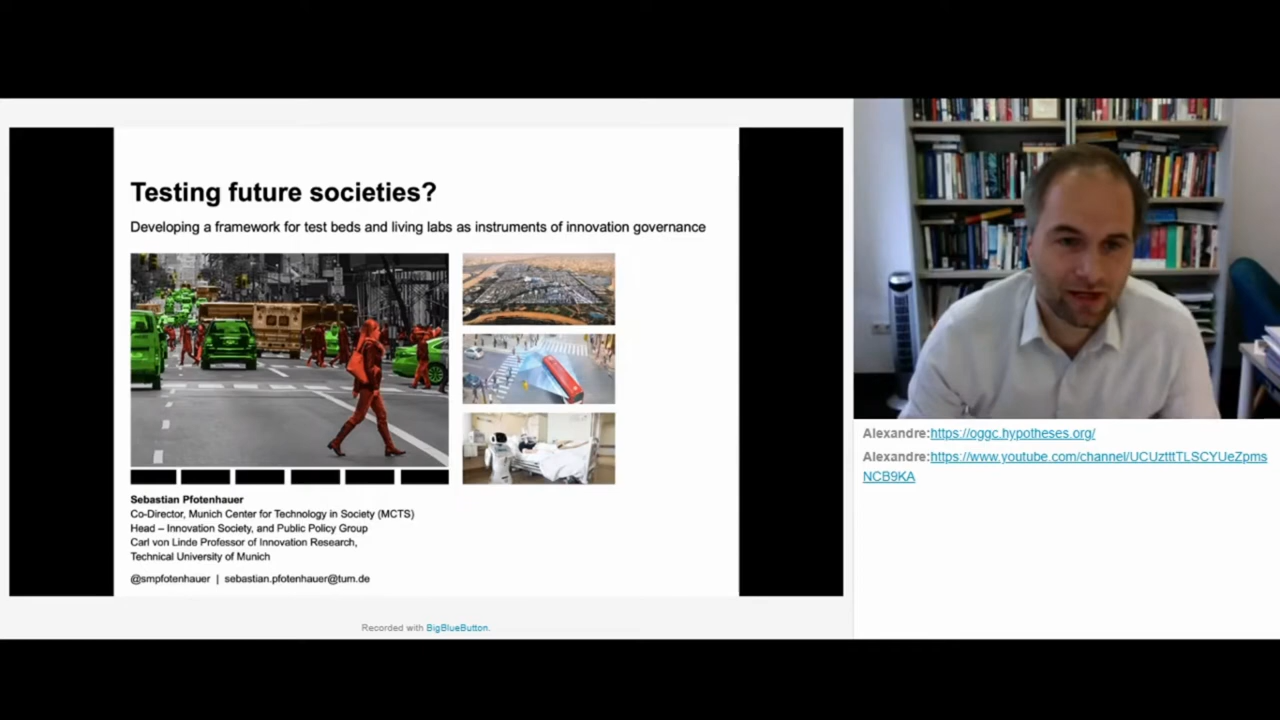 Testing future societies?
Developing a framework for test beds and living labs as instruments of innovation governance
Sebastian Pfotenhauer
Co-Director, Munich Center for Technology in Society (MCTS)
Head – Innovation Society, and Public Policy Group
Carl von Linde Professor of Innovation Research,
Technical University of Munich
@smpfotenhauer | sebastian.pfotenhauer@tum.de
Recorded with BigBlueButton.
Alexandre:https://oggc.hypotheses.org/
Alexandre:https://www.youtube.com/channel/UCUztttTLSCYUeZpms
NCB9KA